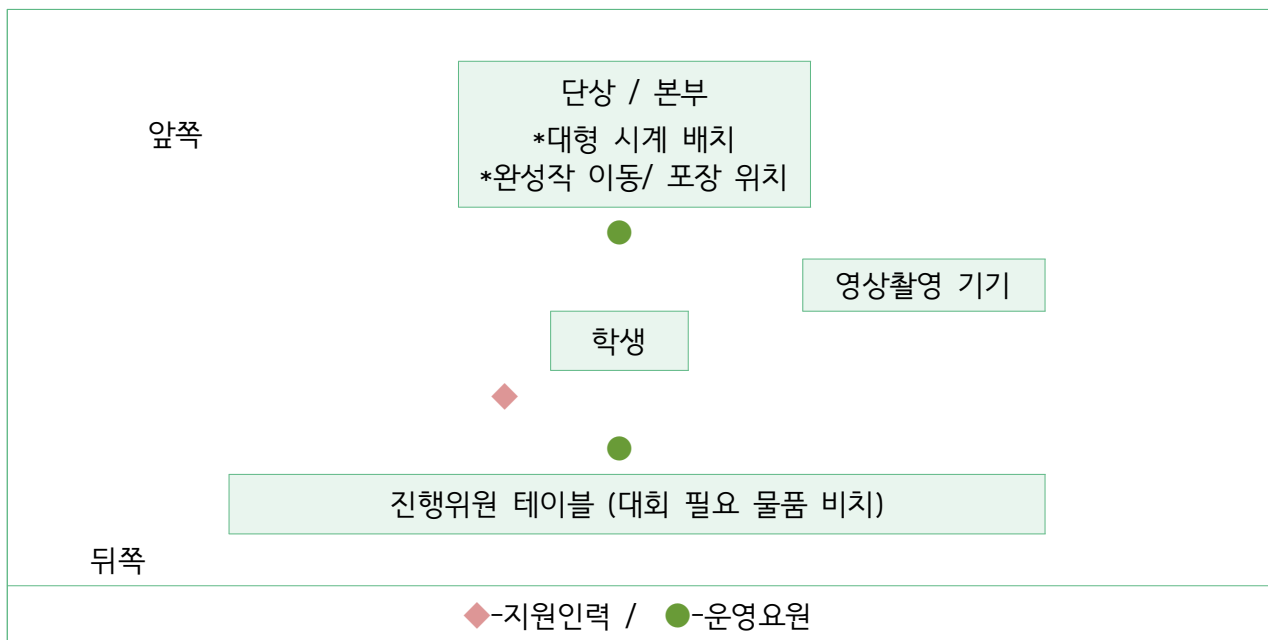 단상 / 본부
앞쪽
*대형 시계 배치
*완성작 이동/ 포장 위치
영상촬영 기기
학생
진행위원 테이블 (대회 필요 물품 비치)
뒤쪽
◆-지원인력 / ●-운영요원